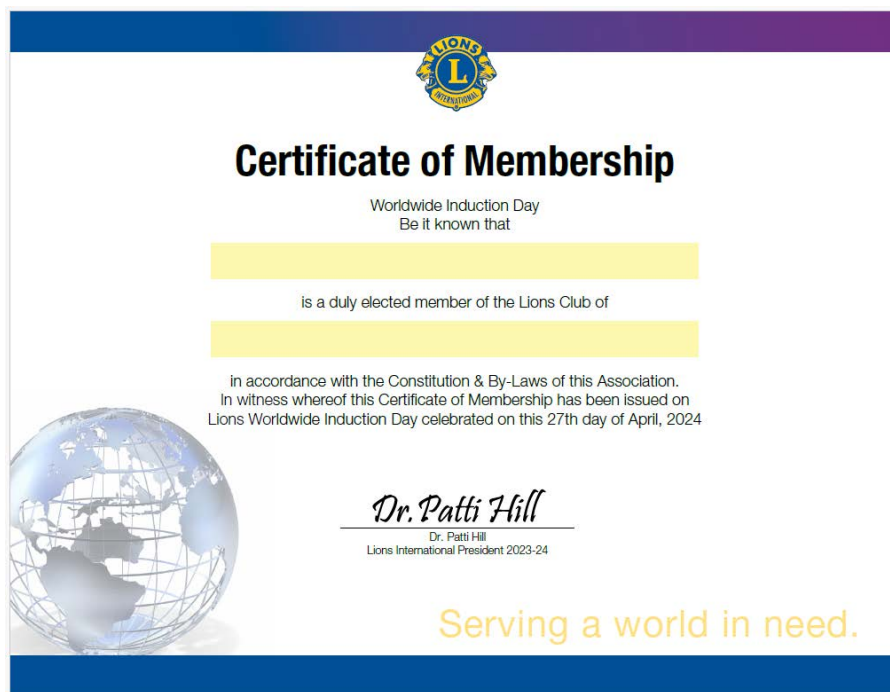 LIONS
L
INTERNATIONAL
Certificate of Membership
Worldwide Induction Day
Be it known that
is a duly elected member of the Lions Club of
in accordance with the Constitution & By-Laws of this Association.
In witness whereof this Certificate of Membership has been issued on
Lions Worldwide Induction Day celebrated on this 27th day of April, 2024
Dr. Patti Hill
Dr. Patti Hill
Lions International President 2023-24
Serving a world in need.